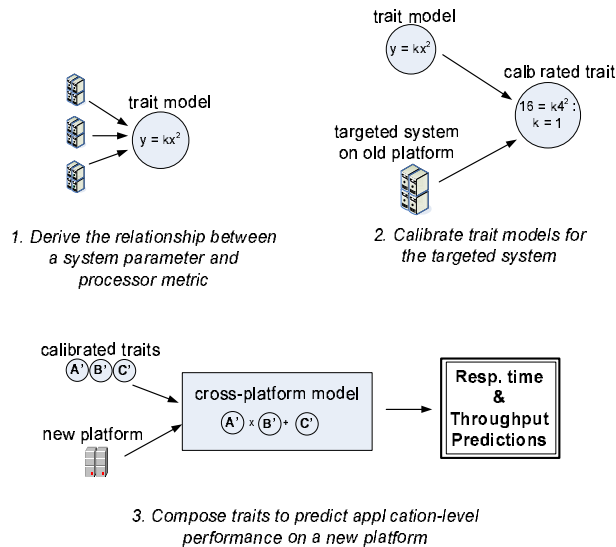 trait model
y = kx²
1. Derive the relationship between
a system parameter and
processor metric
trait model
y = kx²
calb rated trait
16 = k4² :
k = 1
targeted system
on old platform
2. Calibrate trait models for
the targeted system
calibrated traits
A' B' C'
new platform
cross-platform model
A' x B' + C'
Resp. time
&
Throughput
Predictions
3. Compose traits to predict appl cation-level
performance on a new platform